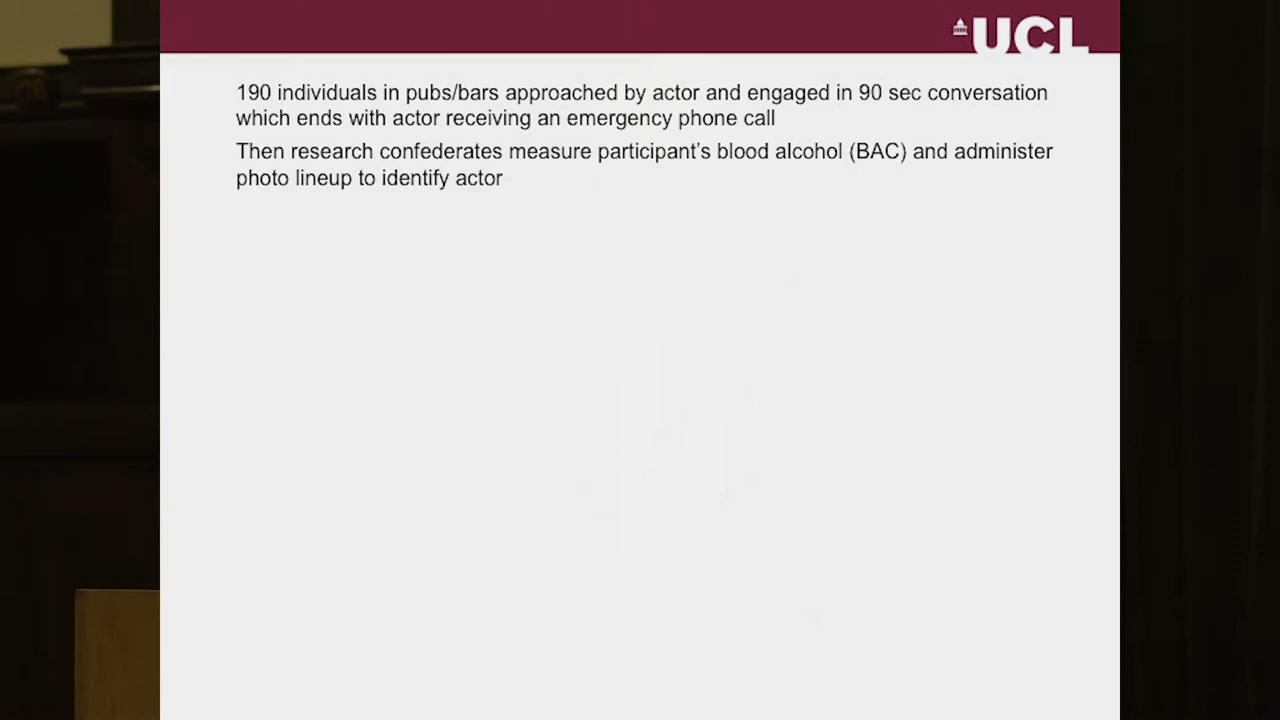 UCL
190 individuals in pubs/bars approached by actor and engaged in 90 sec conversation
which ends with actor receiving an emergency phone call
Then research confederates measure participant's blood alcohol (BAC) and administer
photo lineup to identify actor